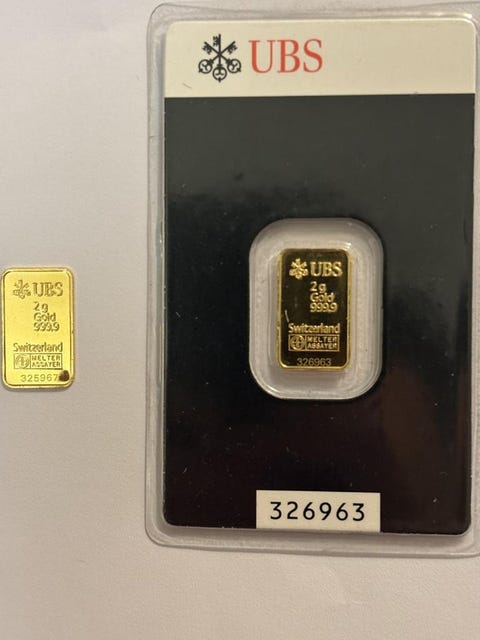 UBS
UBS
2 g
Gold
999.9
Switzerland
MELTER
ASSAYER
325967
UBS
2 g
Gold
999.9
Switzerland
MELTER
ASSAYER
326963
326963